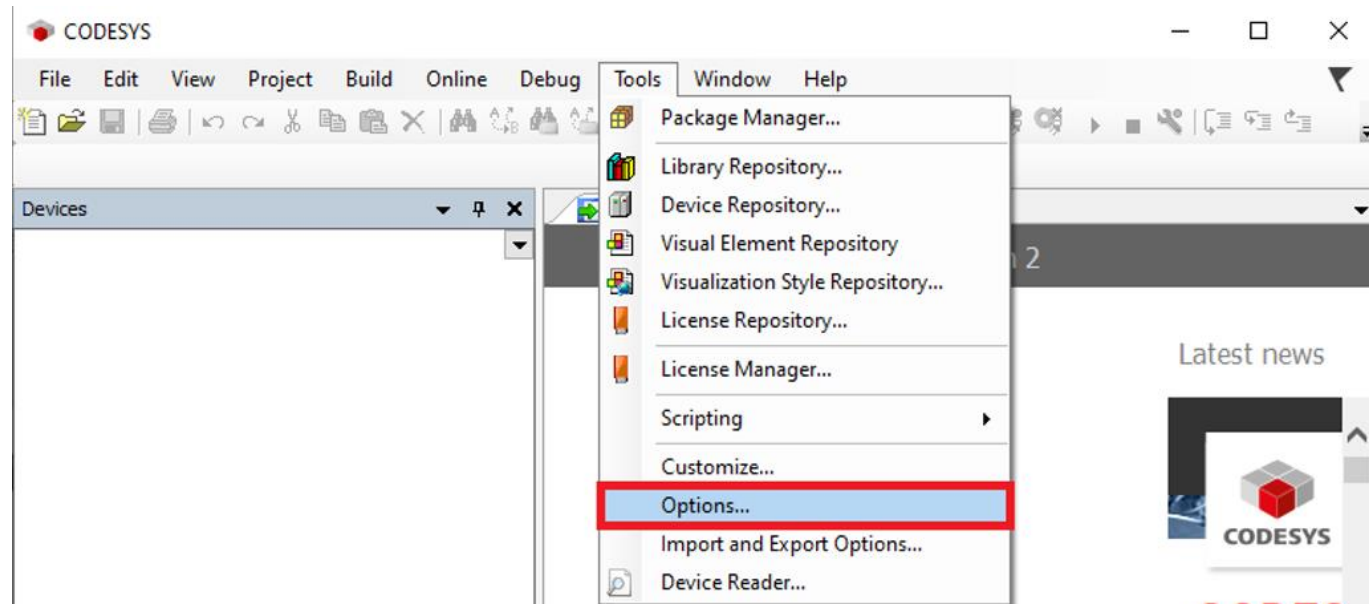 CODESYS
File Edit View Project Build Online Debug Tools Window Help
Package Manager...
Library Repository...
Devices
Device Repository...
Visual Element Repository
2
Visualization Style Repository...
License Repository...
Latest news
License Manager...
Scripting
Customize...
Options...
CODESYS
Import and Export Options...
Device Reader...